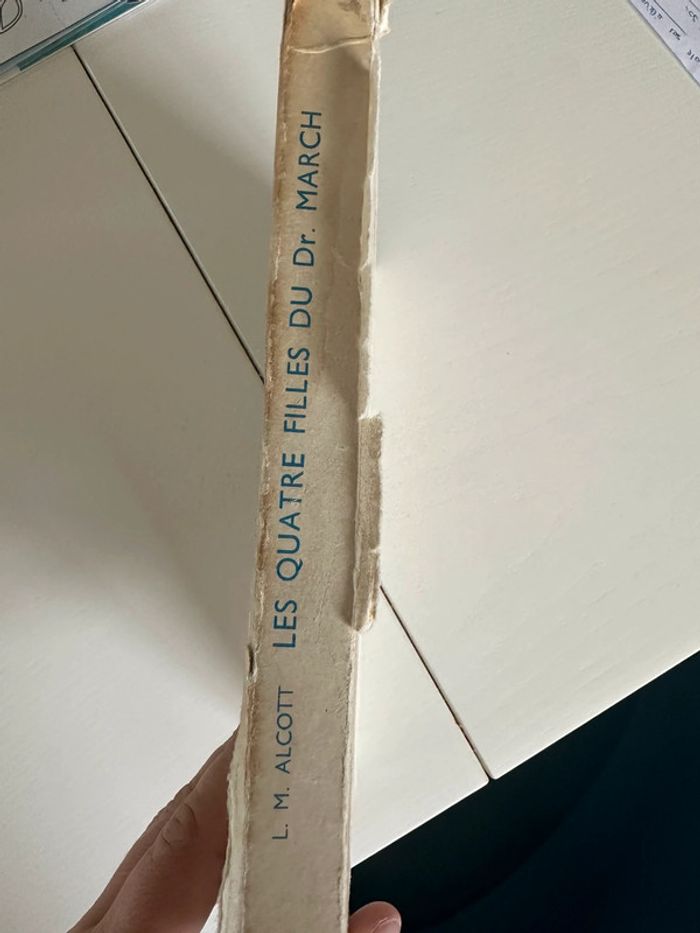 L. M. ALCOTT LES QUATRE FILLES DU Dr. MARCH